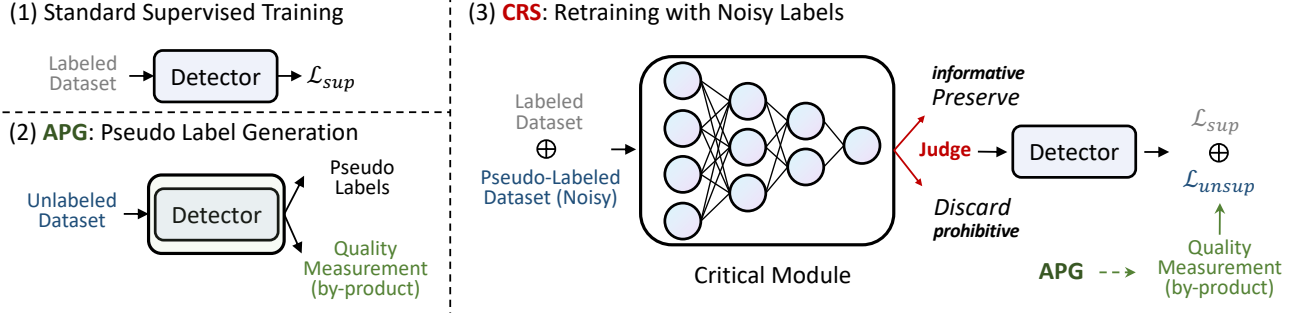 (1) Standard Supervised Training
Labeled
Dataset
Detector
ℒ_sup
(2) APG: Pseudo Label Generation
Unlabeled
Dataset
Detector
Pseudo
Labels
Quality
Measurement
(by-product)
(3) CRS: Retraining with Noisy Labels
Labeled
Dataset
⊕
Pseudo-Labeled
Dataset (Noisy)
Critical Module
informative
Preserve
Judge
Discard
prohibitive
Detector
ℒ_sup
⊕
ℒ_unsup
APG
Quality
Measurement
(by-product)